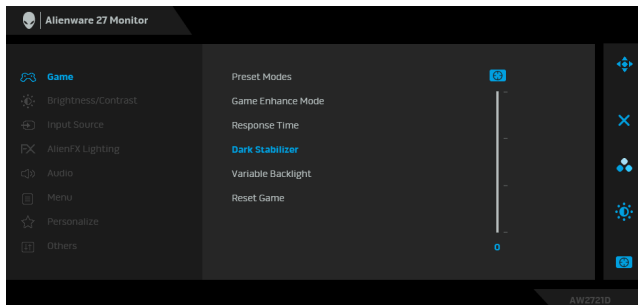 Alienware 27 Monitor
Game
Brightness/Contrast
Input Source
FX AlienFX Lighting
Audio
Menu
Personalize
Others
Preset Modes
Game Enhance Mode
Response Time
Dark Stabilizer
Variable Backlight
Reset Game
0
AW2721D